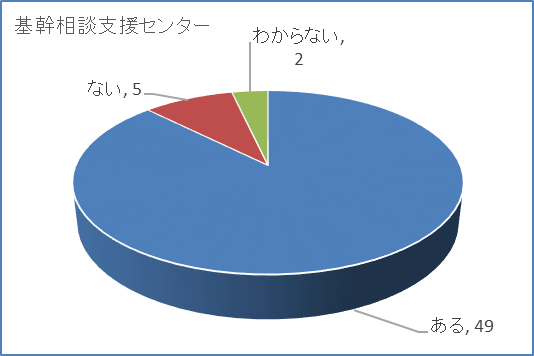 基幹相談支援センター
わからない,
2
ない, 5
ある, 49